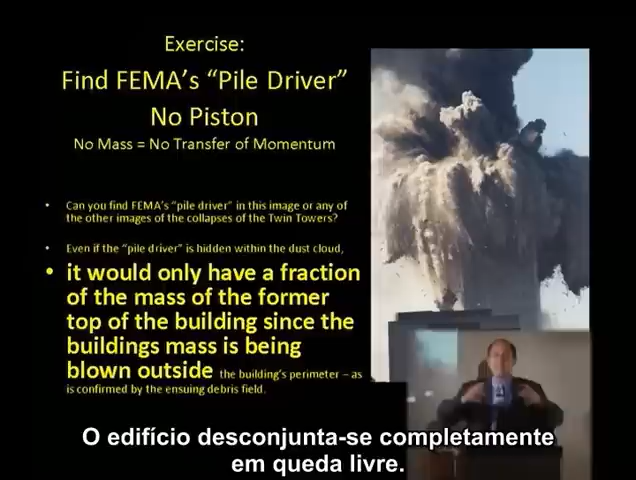 Exercise:
Find FEMA's "Pile Driver"
No Piston
No Mass = No Transfer of Momentum
• Can you find FEMA's "pile driver" in this image or any of
the other images of the collapses of the Twin Towers?
• Even if the "pile driver" is hidden within the dust cloud,
• it would only have a fraction
of the mass of the former
top of the building since the
buildings mass is being
blown outside the building's perimeter – as
is confirmed by the ensuing debris field.
O edifício desconjunta-se completamente
em queda livre.